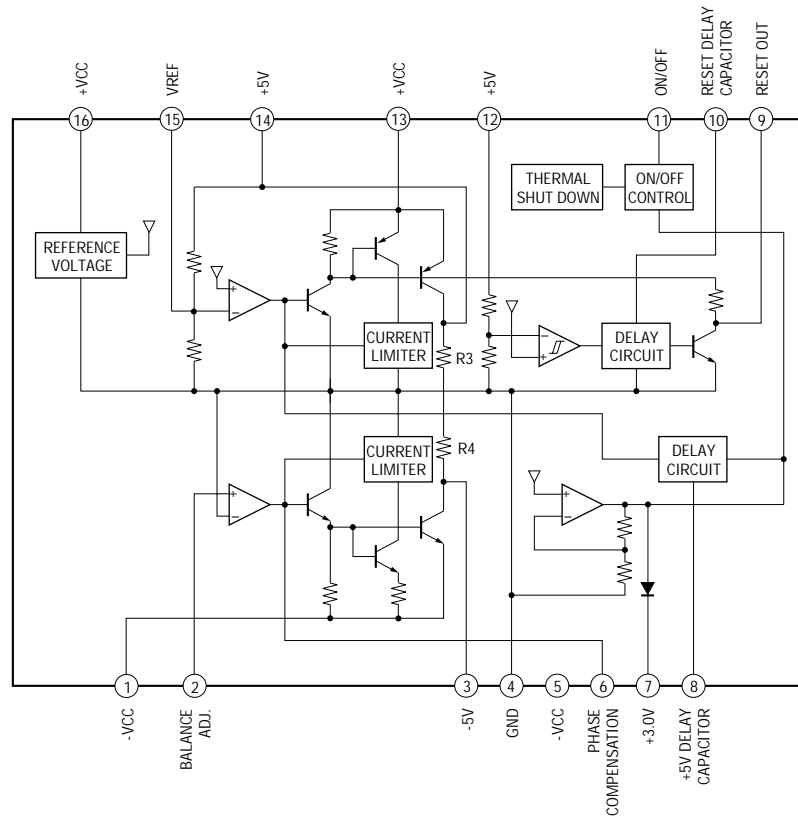 +VCC
VREF
+5V
+VCC
+5V
ON/OFF
RESET DELAY
CAPACITOR
RESET OUT
16
15
14
13
12
11
10
9
THERMAL
SHUT DOWN
ON/OFF
CONTROL
REFERENCE
VOLTAGE
+
−
CURRENT
LIMITER
R3
−
+
DELAY
CIRCUIT
CURRENT
LIMITER
R4
DELAY
CIRCUIT
+
−
+
−
1
2
3
4
5
6
7
8
-VCC
BALANCE
ADJ.
-5V
GND
-VCC
PHASE
COMPENSATION
+3.0V
+5V DELAY
CAPACITOR